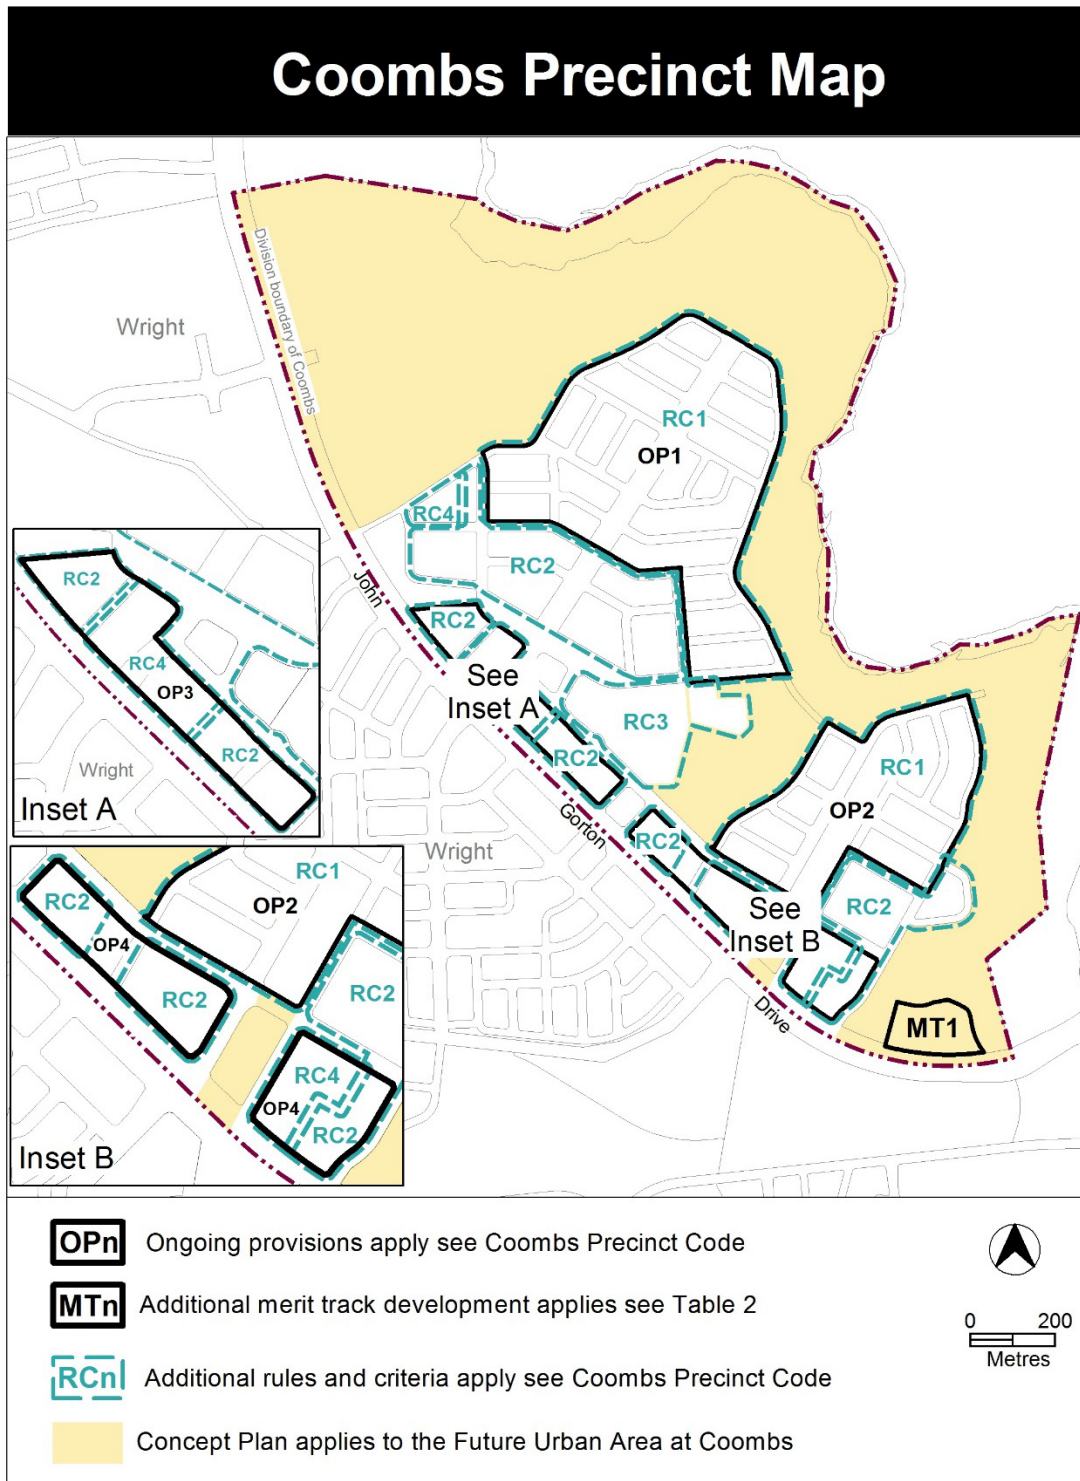 Coombs Precinct Map
Division boundary of Coombs
Wright
RC1
OP1
RC4
RC2
John
RC2
See
Inset A
RC3
RC2
RC1
OP2
Gorton
RC2
Wright
RC2
See
Inset B
Drive
MT1
RC2
RC4
OP3
RC2
Wright
Inset A
RC1
OP2
RC2
OP4
RC2
RC2
RC4
OP4
RC2
Inset B
OPn Ongoing provisions apply see Coombs Precinct Code
MTn Additional merit track development applies see Table 2
RCn Additional rules and criteria apply see Coombs Precinct Code
Concept Plan applies to the Future Urban Area at Coombs
0 200
Metres